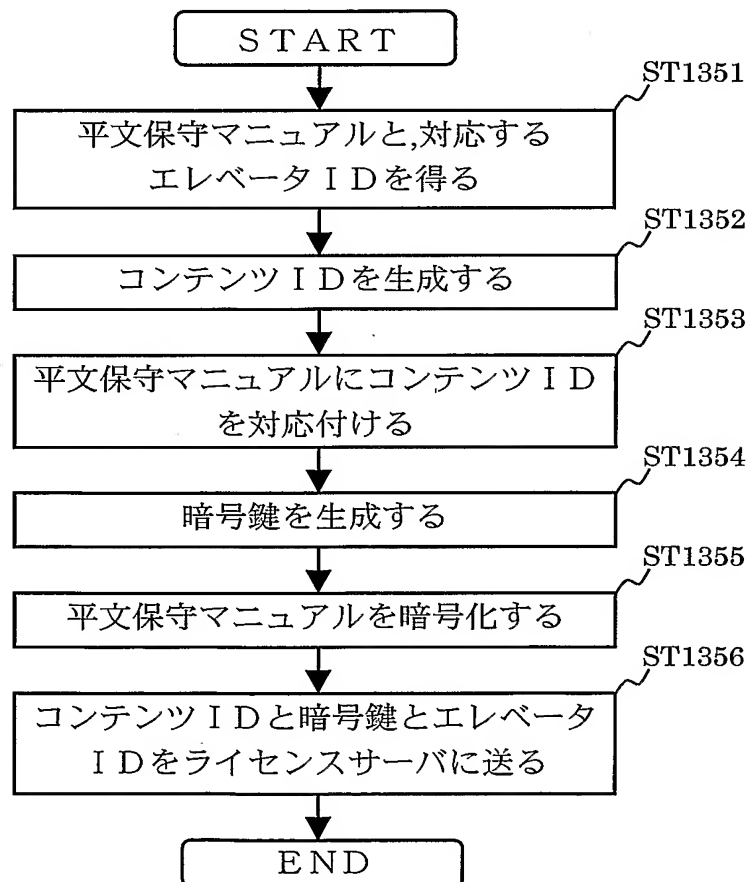 START
ST1351
平文保守マニュアルと,対応する
エレベータIDを得る
ST1352
コンテンツIDを生成する
ST1353
平文保守マニュアルにコンテンツID
を対応付ける
ST1354
暗号鍵を生成する
ST1355
平文保守マニュアルを暗号化する
ST1356
コンテンツIDと暗号鍵とエレベータ
IDをライセンスサーバに送る
END